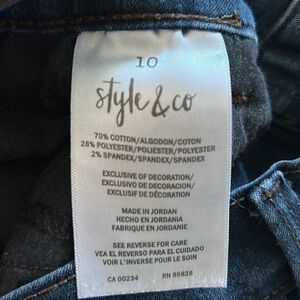 10
style & co
70% COTTON/ALGODON/COTON
28% POLYESTER/POLIESTER/POLYESTER
2% SPANDEX/SPANDEX/SPANDEX
EXCLUSIVE OF DECORATION/
EXCLUSIVO DE DECORACION/
EXCLUSIF DE DÉCORATION
MADE IN JORDAN
HECHO EN JORDANIA
FABRIQUE EN JORDANIE
SEE REVERSE FOR CARE
VEA EL REVERSO PARA EL CUIDADO
VOIR L'INVERSE POUR LE SOIN
CA 00234 RN 89828